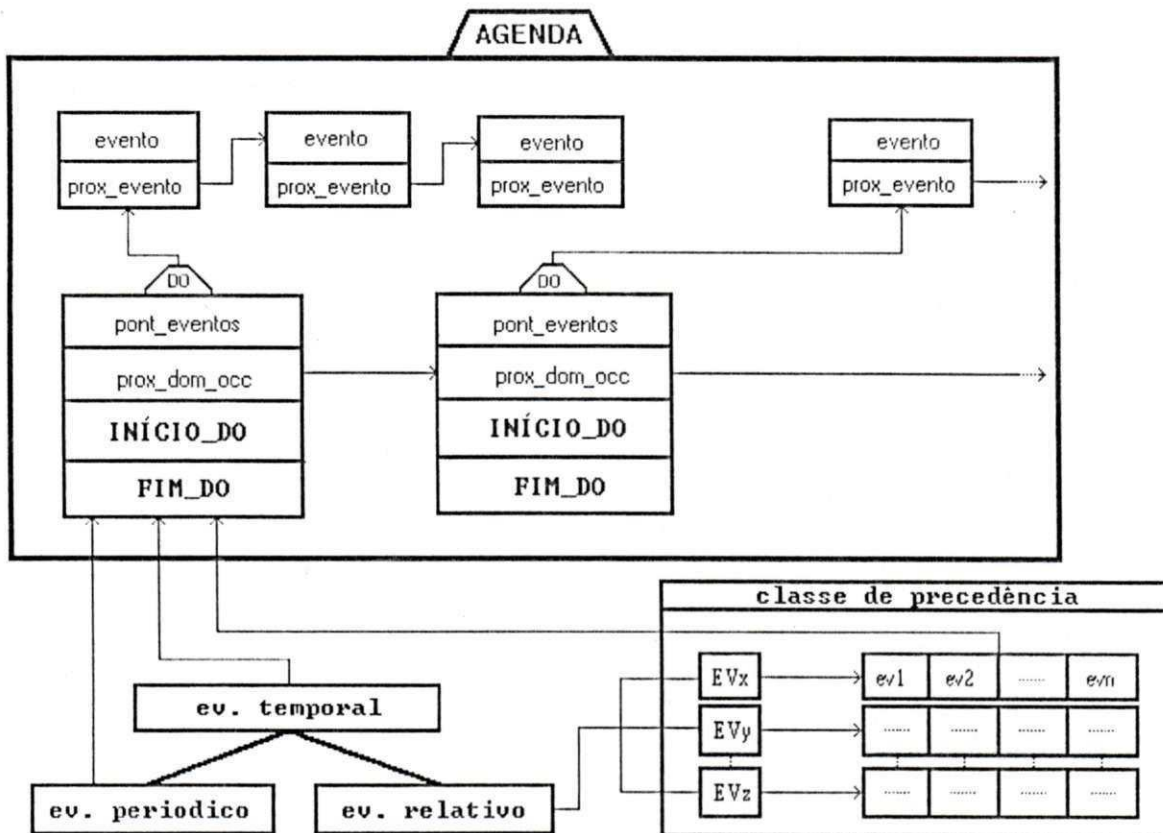 AGENDA
evento
prox_evento
evento
prox_evento
evento
prox_evento
evento
prox_evento
DO
pont_eventos
prox_dom_occ
INÍCIO_DO
FIM_DO
DO
pont_eventos
prox_dom_occ
INÍCIO_DO
FIM_DO
ev. temporal
ev. periodico
ev. relativo
classe de precedência
EVx
ev1
ev2
......
evn
EVy
......
......
......
......
EVz
......
......
......
......